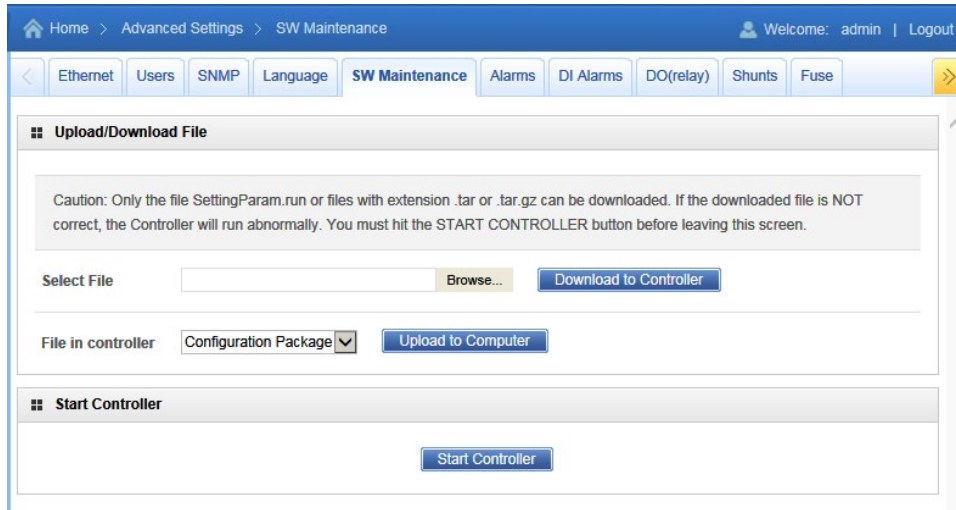 Home > Advanced Settings > SW Maintenance Welcome: admin | Logout
< Ethernet Users SNMP Language SW Maintenance Alarms DI Alarms DO(relay) Shunts Fuse »
Upload/Download File
Caution: Only the file SettingParam.run or files with extension .tar or .tar.gz can be downloaded. If the downloaded file is NOT
correct, the Controller will run abnormally. You must hit the START CONTROLLER button before leaving this screen.
Select File Browse... Download to Controller
File in controller Configuration Package Upload to Computer
Start Controller
Start Controller